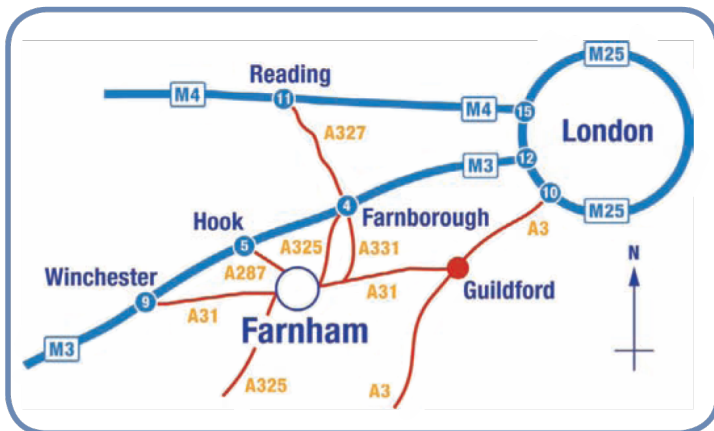 M25
Reading
M4
11
M4
15
London
A327
12
M3
10
4
M25
Hook
Farnborough
A3
N
5
A325
A331
Winchester
A287
Guildford
9
A31
A31
Farnham
M3
A325
A3